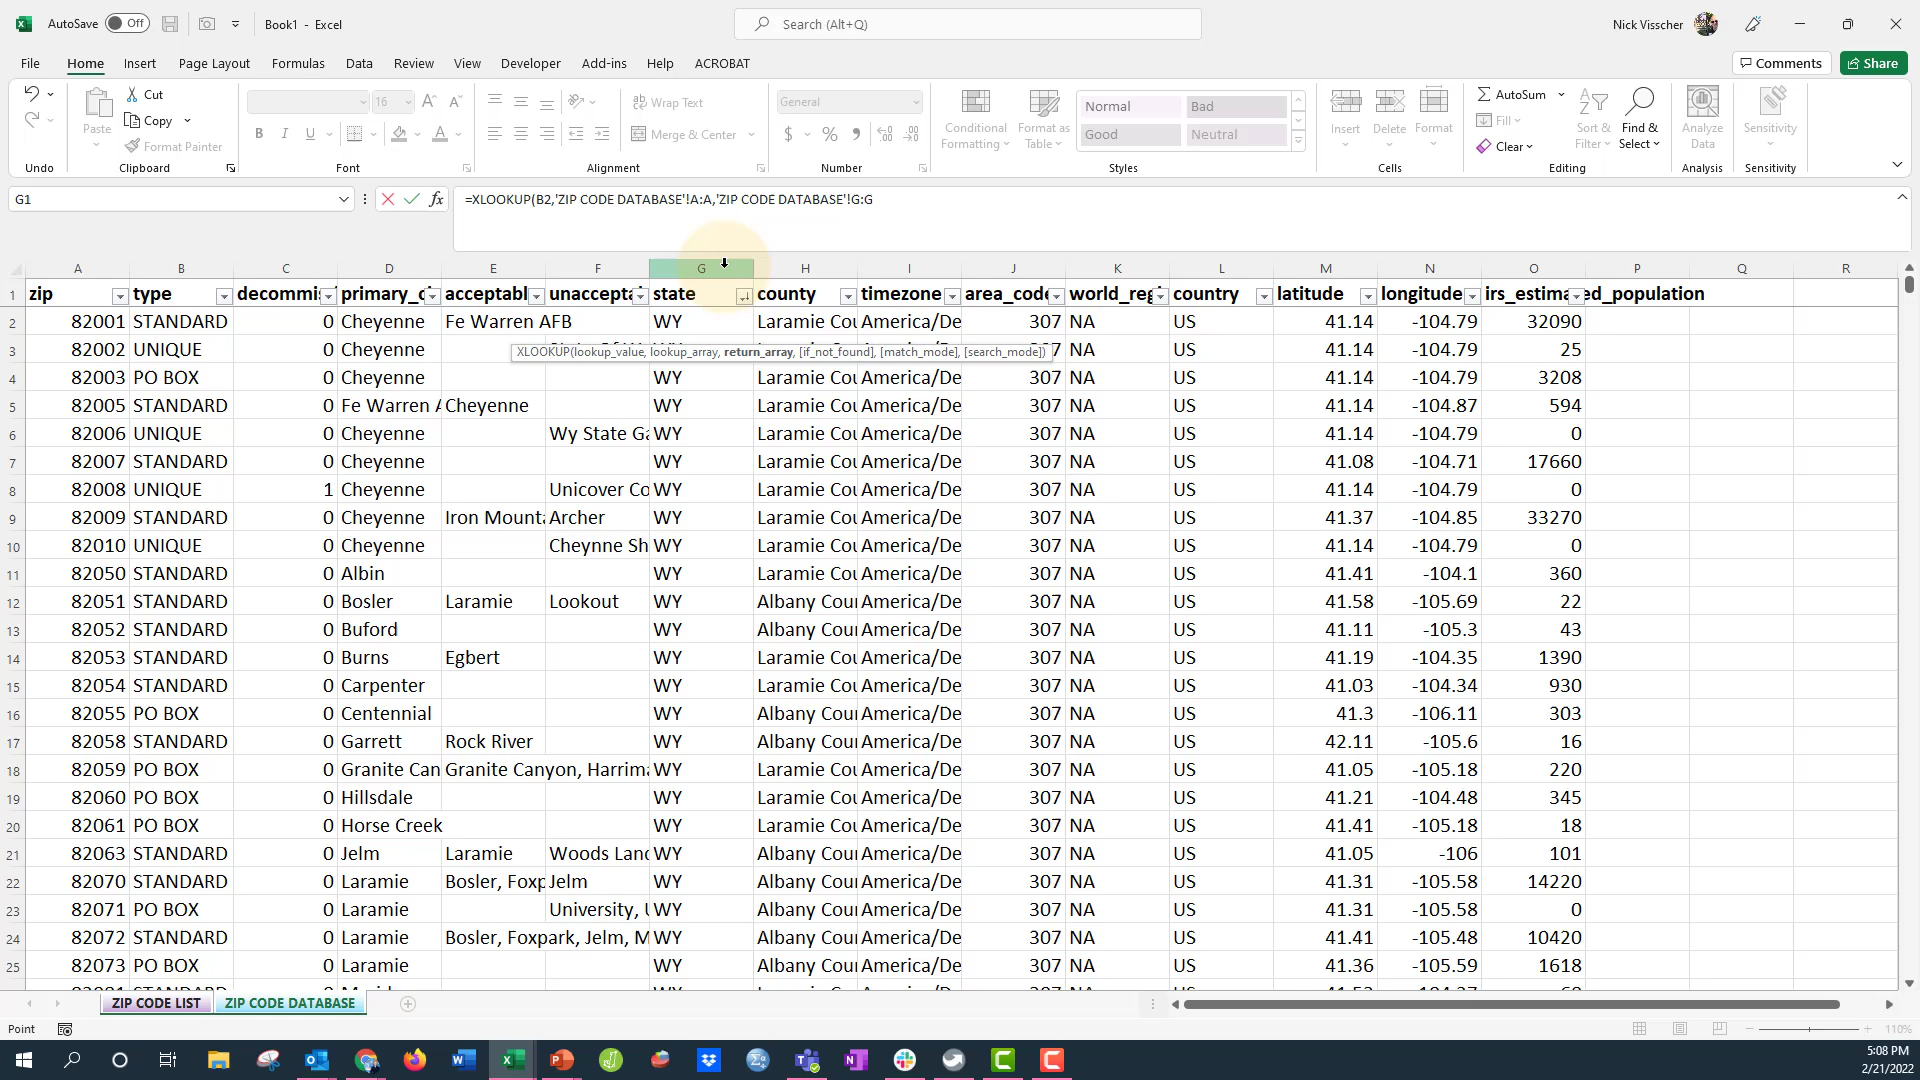 AutoSave Off Book1 - Excel Search (Alt+Q) Nick Visscher
File Home Insert Page Layout Formulas Data Review View Developer Add-ins Help ACROBAT Comments Share
Cut 16 Wrap Text General Normal Bad AutoSum
Paste Copy Merge & Center Conditional Formatting Format as Table Good Neutral Insert Delete Format Fill Sort & Filter Find & Select Analyze Data Sensitivity
Format Painter Clear
Undo Clipboard Font Alignment Number Styles Cells Editing Analysis Sensitivity
G1 fx =XLOOKUP(B2,'ZIP CODE DATABASE'!A:A,'ZIP CODE DATABASE'!G:G
A B C D E F G H I J K L M N O P Q R
1 zip type decommis primary_c acceptabl unaccepta state county timezone area_code world_reg country latitude longitude irs_estima ed_population
2 82001 STANDARD 0 Cheyenne Fe Warren AFB WY Laramie Cou America/De 307 NA US 41.14 -104.79 32090
3 82002 UNIQUE 0 Cheyenne XLOOKUP(lookup_value, lookup_array, return_array, [if_not_found], [match_mode], [search_mode]) 7 NA US 41.14 -104.79 25
4 82003 PO BOX 0 Cheyenne WY Laramie Cou America/De 307 NA US 41.14 -104.79 3208
5 82005 STANDARD 0 Fe Warren A Cheyenne WY Laramie Cou America/De 307 NA US 41.14 -104.87 594
6 82006 UNIQUE 0 Cheyenne Wy State Ga WY Laramie Cou America/De 307 NA US 41.14 -104.79 0
7 82007 STANDARD 0 Cheyenne WY Laramie Cou America/De 307 NA US 41.08 -104.71 17660
8 82008 UNIQUE 1 Cheyenne Unicover Co WY Laramie Cou America/De 307 NA US 41.14 -104.79 0
9 82009 STANDARD 0 Cheyenne Iron Mounta Archer WY Laramie Cou America/De 307 NA US 41.37 -104.85 33270
10 82010 UNIQUE 0 Cheyenne Cheynne Sh WY Laramie Cou America/De 307 NA US 41.14 -104.79 0
11 82050 STANDARD 0 Albin WY Laramie Cou America/De 307 NA US 41.41 -104.1 360
12 82051 STANDARD 0 Bosler Laramie Lookout WY Albany Coun America/De 307 NA US 41.58 -105.69 22
13 82052 STANDARD 0 Buford WY Albany Coun America/De 307 NA US 41.11 -105.3 43
14 82053 STANDARD 0 Burns Egbert WY Laramie Cou America/De 307 NA US 41.19 -104.35 1390
15 82054 STANDARD 0 Carpenter WY Laramie Cou America/De 307 NA US 41.03 -104.34 930
16 82055 PO BOX 0 Centennial WY Albany Coun America/De 307 NA US 41.3 -106.11 303
17 82058 STANDARD 0 Garrett Rock River WY Albany Coun America/De 307 NA US 42.11 -105.6 16
18 82059 PO BOX 0 Granite Can Granite Canyon, Harrima WY Laramie Cou America/De 307 NA US 41.05 -105.18 220
19 82060 PO BOX 0 Hillsdale WY Laramie Cou America/De 307 NA US 41.21 -104.48 345
20 82061 PO BOX 0 Horse Creek WY Laramie Cou America/De 307 NA US 41.41 -105.18 18
21 82063 STANDARD 0 Jelm Laramie Woods Land WY Albany Coun America/De 307 NA US 41.05 -106 101
22 82070 STANDARD 0 Laramie Bosler, Foxp Jelm WY Albany Coun America/De 307 NA US 41.31 -105.58 14220
23 82071 PO BOX 0 Laramie University, U WY Albany Coun America/De 307 NA US 41.31 -105.58 0
24 82072 STANDARD 0 Laramie Bosler, Foxpark, Jelm, M WY Albany Coun America/De 307 NA US 41.41 -105.48 10420
25 82073 PO BOX 0 Laramie WY Albany Coun America/De 307 NA US 41.36 -105.59 1618
ZIP CODE LIST ZIP CODE DATABASE
Point 110%
5:08 PM
2/21/2022